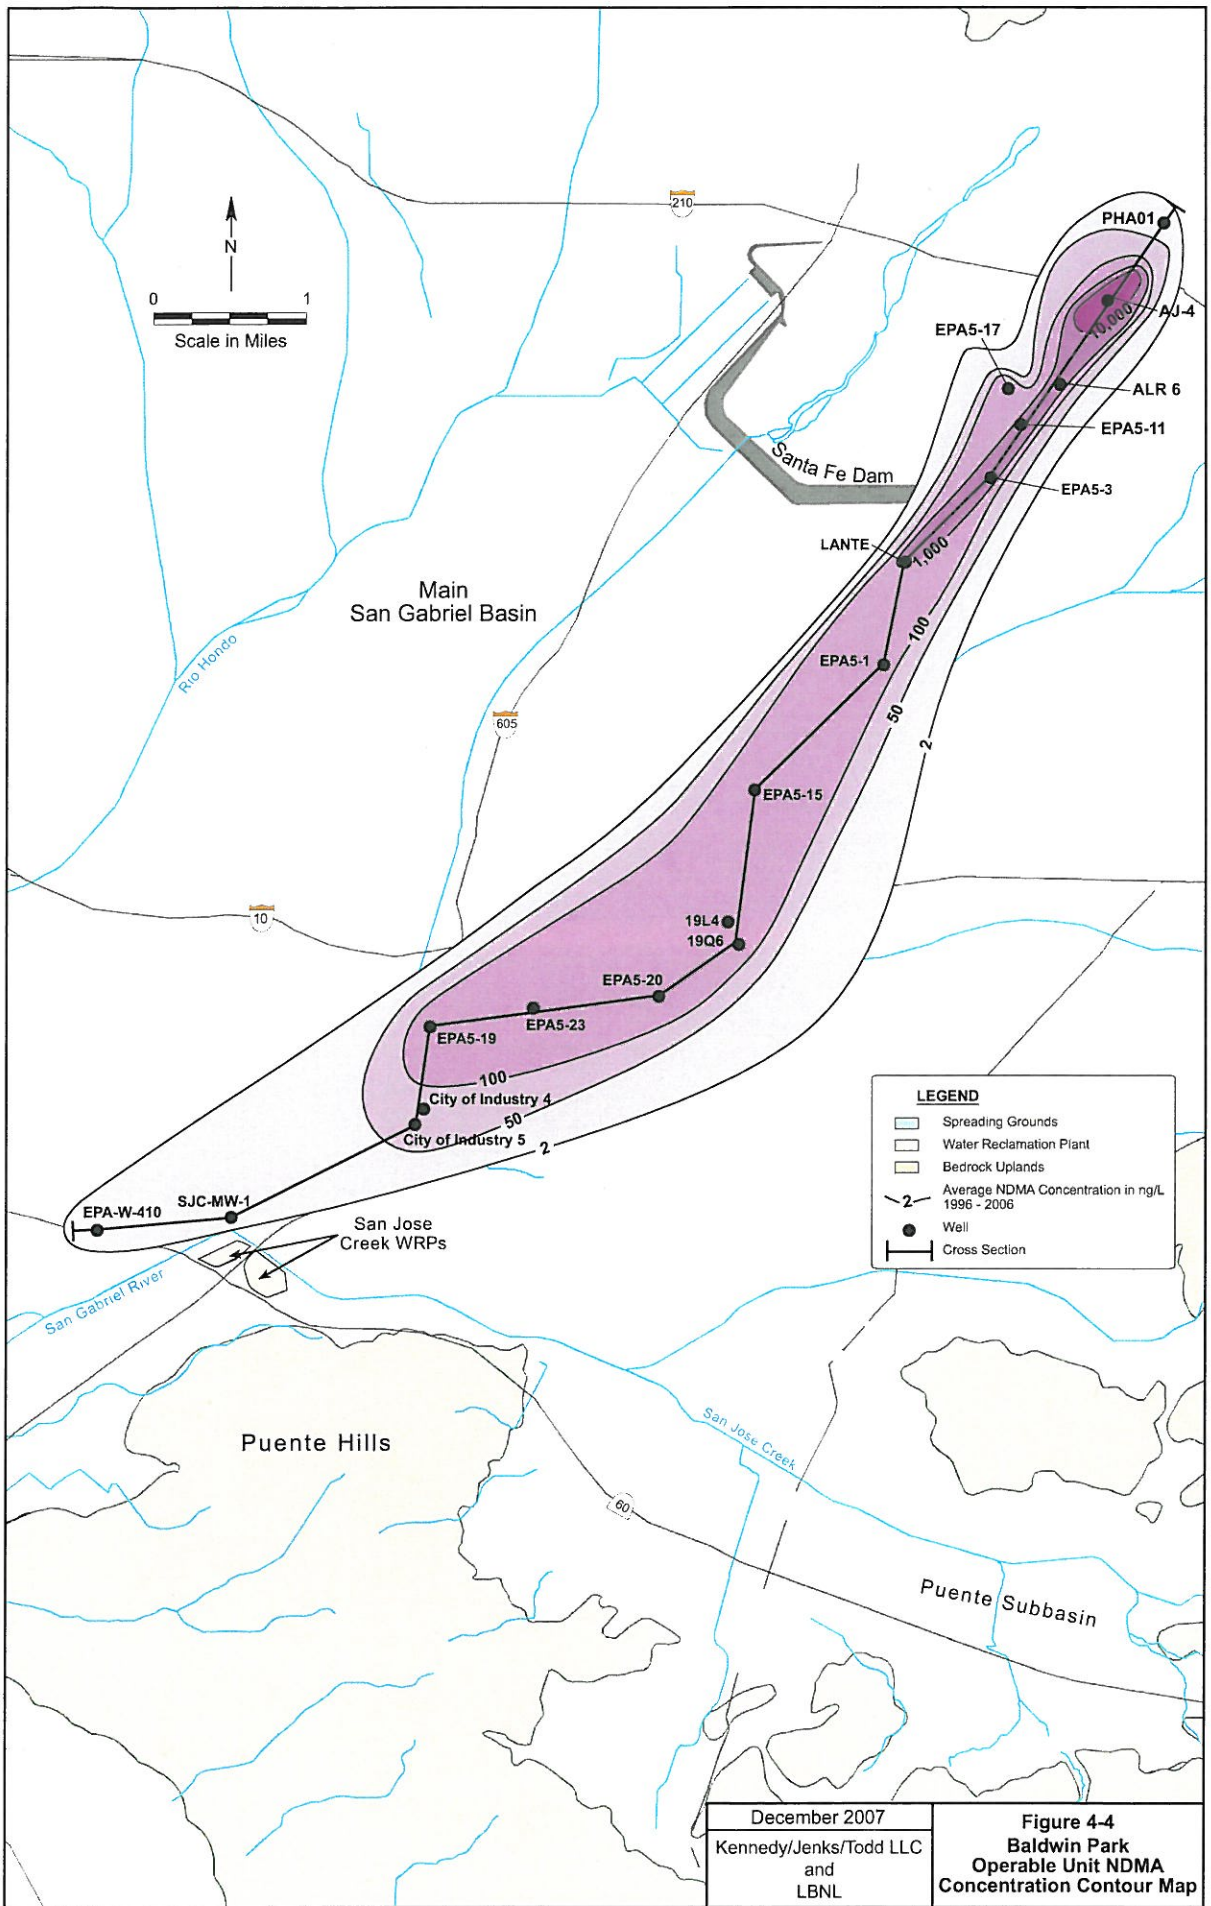 210
PHA01
N
0 1
Scale in Miles
AJ-4
10,000
EPA5-17
ALR 6
EPA5-11
Santa Fe Dam
EPA5-3
LANTE
1,000
Main
San Gabriel Basin
100
Rio Hondo
EPA5-1
50
605
2
EPA5-15
10
19L4
19Q6
EPA5-20
EPA5-23
EPA5-19
100
City of Industry 4
50
City of Industry 5
2
LEGEND
Spreading Grounds
Water Reclamation Plant
Bedrock Uplands
2 Average NDMA Concentration in ng/L
1996 - 2006
Well
Cross Section
SJC-MW-1
EPA-W-410
San Jose
Creek WRPs
San Gabriel River
San Jose Creek
Puente Hills
60
Puente Subbasin
December 2007
Kennedy/Jenks/Todd LLC
and
LBNL
Figure 4-4
Baldwin Park
Operable Unit NDMA
Concentration Contour Map